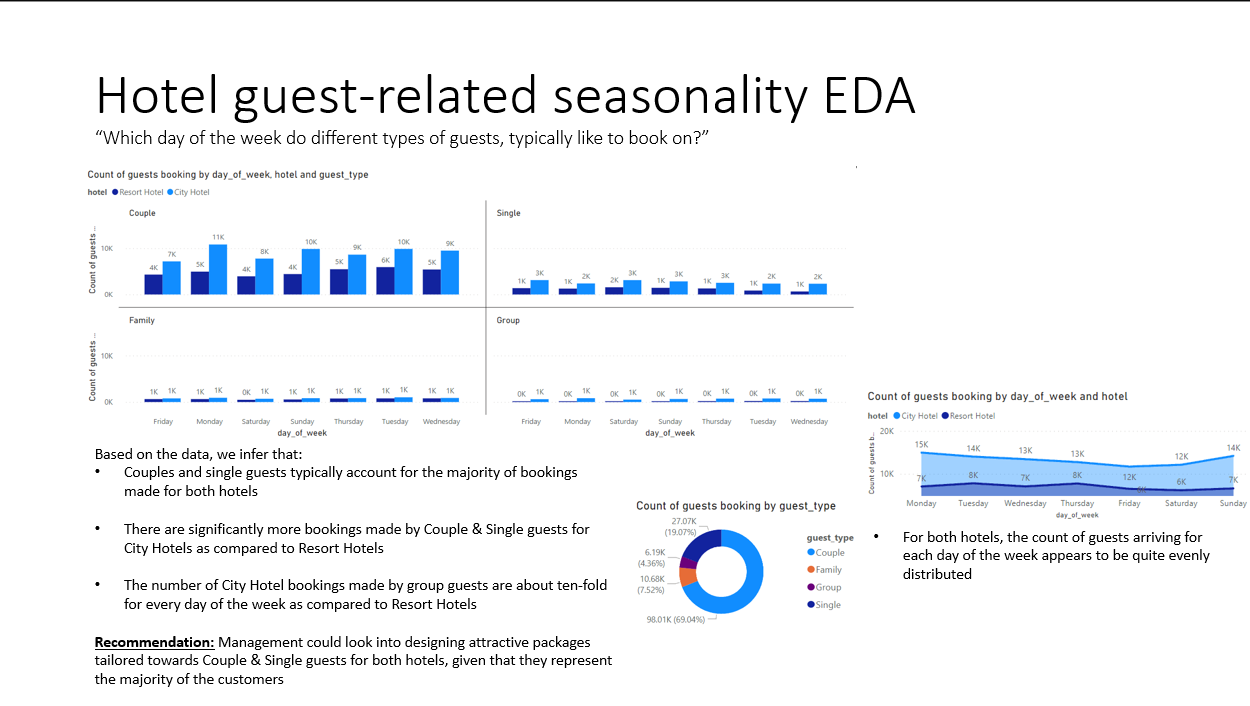 Hotel guest-related seasonality EDA
“Which day of the week do different types of guests, typically like to book on?”
Count of guests booking by day_of_week, hotel and guest_type
hotel Resort Hotel City Hotel
Couple
Count of guests ...
10K
0K
4K 7K 5K 11K 4K 8K 4K 10K 5K 9K 6K 10K 5K 9K
Single
1K 3K 1K 2K 2K 3K 1K 3K 1K 3K 1K 2K 1K 2K
Family
Count of guests ...
10K
0K
1K 1K 1K 1K 0K 1K 1K 1K 1K 1K 1K 1K 1K 1K
Group
0K 1K 0K 1K 0K 1K 0K 1K 0K 1K 0K 1K 0K 1K
Friday Monday Saturday Sunday Thursday Tuesday Wednesday
day_of_week
Friday Monday Saturday Sunday Thursday Tuesday Wednesday
day_of_week
Based on the data, we infer that:
• Couples and single guests typically account for the majority of bookings
made for both hotels
• There are significantly more bookings made by Couple & Single guests for
City Hotels as compared to Resort Hotels
• The number of City Hotel bookings made by group guests are about ten-fold
for every day of the week as compared to Resort Hotels
Recommendation: Management could look into designing attractive packages
tailored towards Couple & Single guests for both hotels, given that they represent
the majority of the customers
Count of guests booking by guest_type
27.07K
(19.07%)
6.19K
(4.36%)
10.68K
(7.52%)
98.01K (69.04%)
guest_type
Couple
Family
Group
Single
Count of guests booking by day_of_week and hotel
hotel City Hotel Resort Hotel
Count of guests b...
20K
10K
15K 14K 13K 13K 12K 12K 14K
7K 8K 7K 8K 6K 7K
Monday Tuesday Wednesday Thursday Friday Saturday Sunday
day_of_week
• For both hotels, the count of guests arriving for
each day of the week appears to be quite evenly
distributed